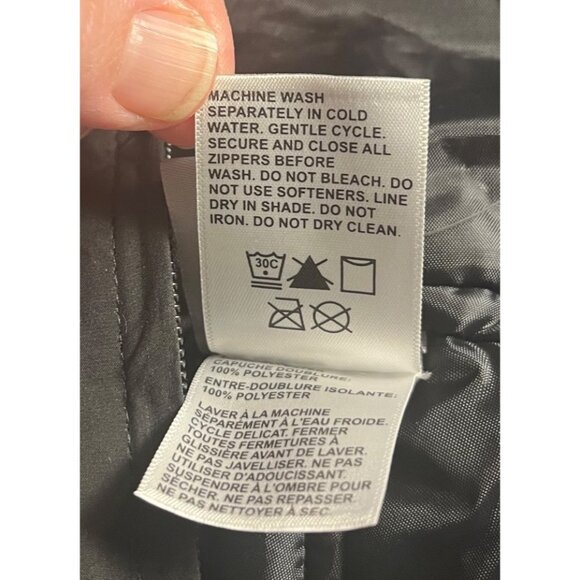 MACHINE WASH
SEPARATELY IN COLD
WATER. GENTLE CYCLE.
SECURE AND CLOSE ALL
ZIPPERS BEFORE
WASH. DO NOT BLEACH. DO
NOT USE SOFTENERS. LINE
DRY IN SHADE. DO NOT
IRON. DO NOT DRY CLEAN.
30C
CAPUCHE DOUBLURE:
100% POLYESTER
ENTRE-DOUBLURE ISOLANTE:
100% POLYESTER
LAVER À LA MACHINE
SÉPARÉMENT À L'EAU FROIDE.
CYCLE DELICAT. FERMER
TOUTES FERMETURES À
GLISSIÈRE AVANT DE LAVER.
NE PAS JAVELLISER. NE PAS
UTILISER D'ADOUCISSANT.
SUSPENDRE À L'OMBRE POUR
SÉCHER. NE PAS REPASSER.
NE PAS NETTOYER À SEC.